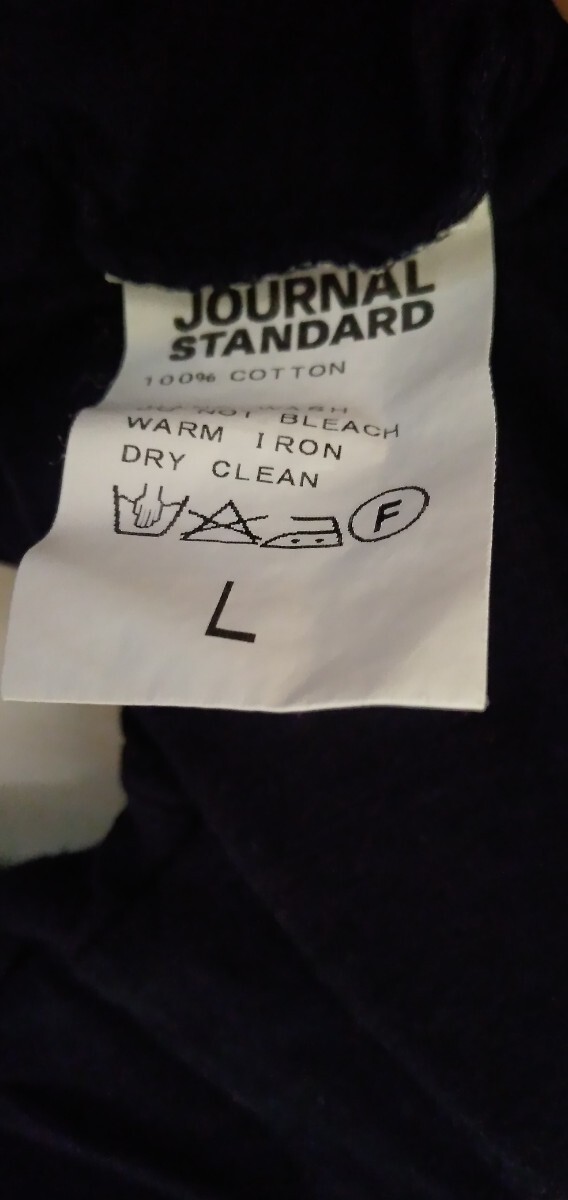 JOURNAL
STANDARD
100% COTTON
BLEACH
WARM IRON
DRY CLEAN
F
L